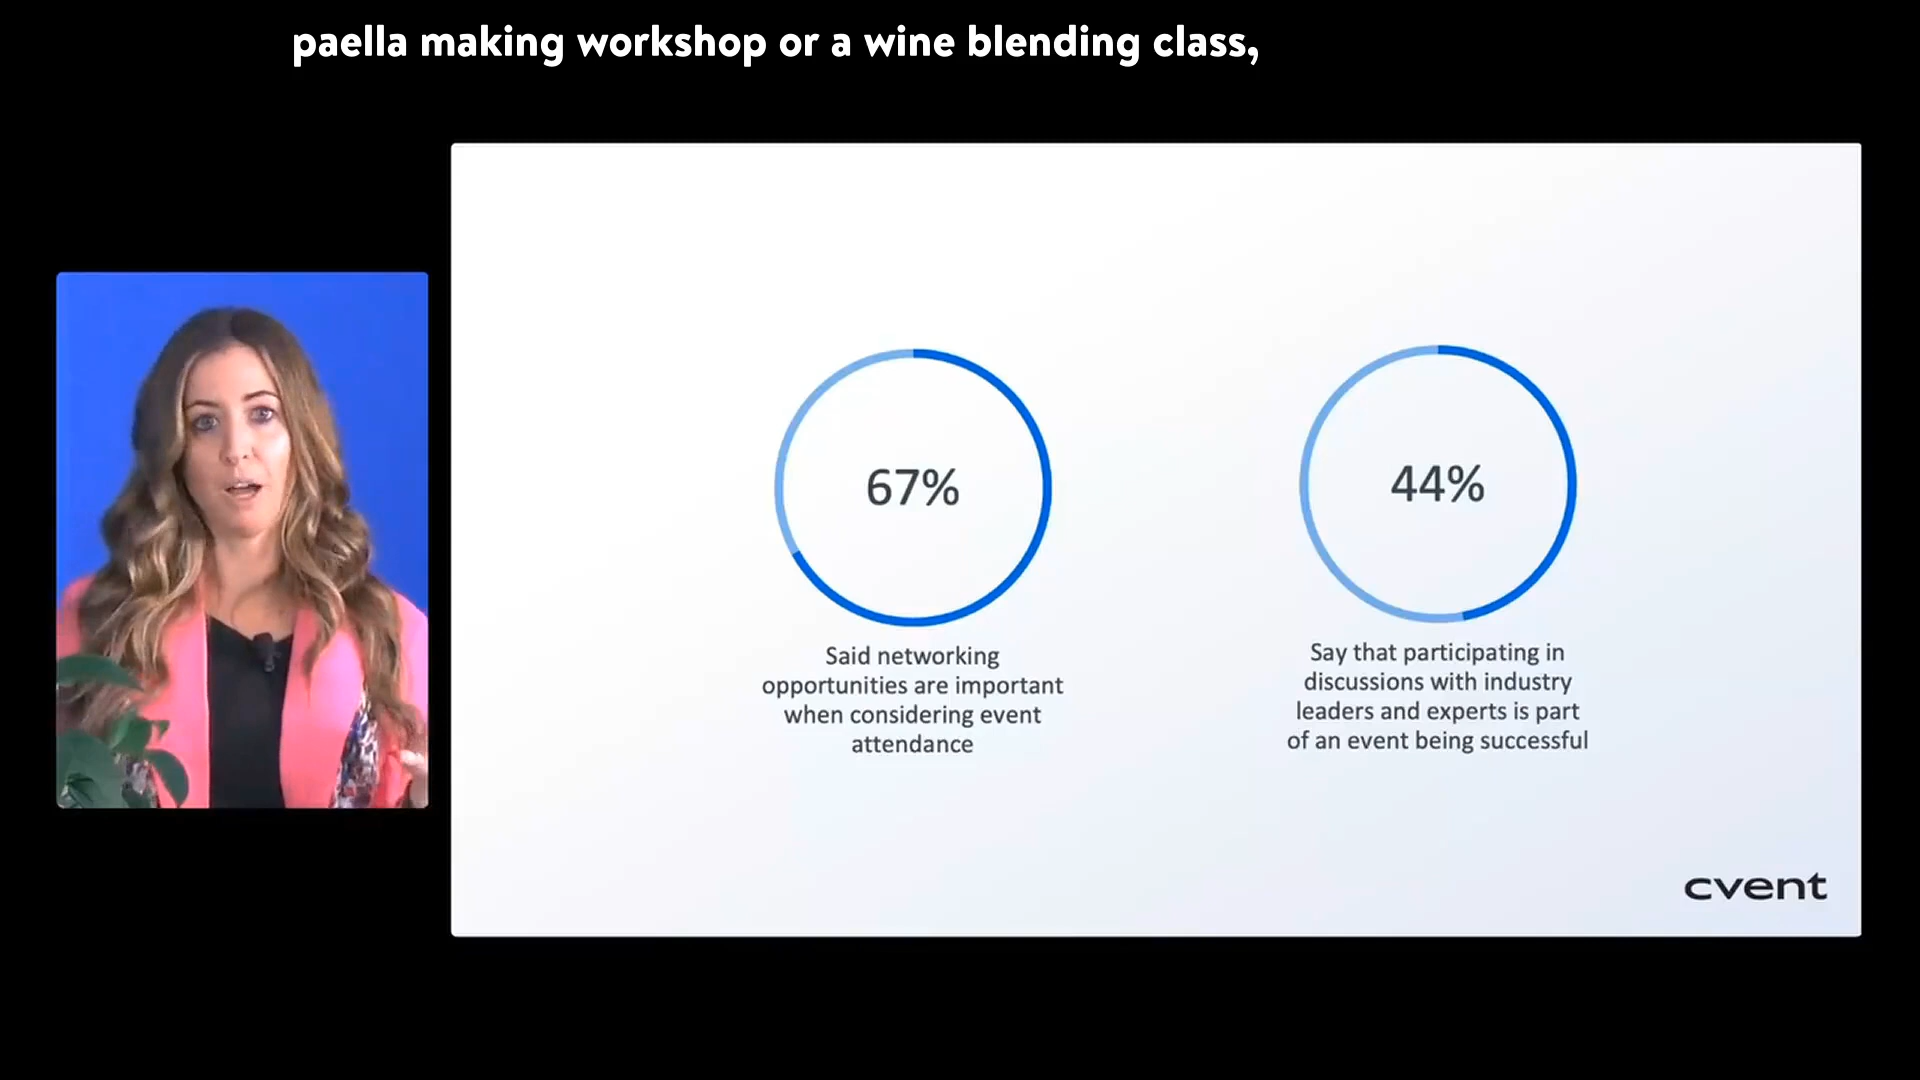 paella making workshop or a wine blending class,
67%
Said networking
opportunities are important
when considering event
attendance
44%
Say that participating in
discussions with industry
leaders and experts is part
of an event being successful
cvent